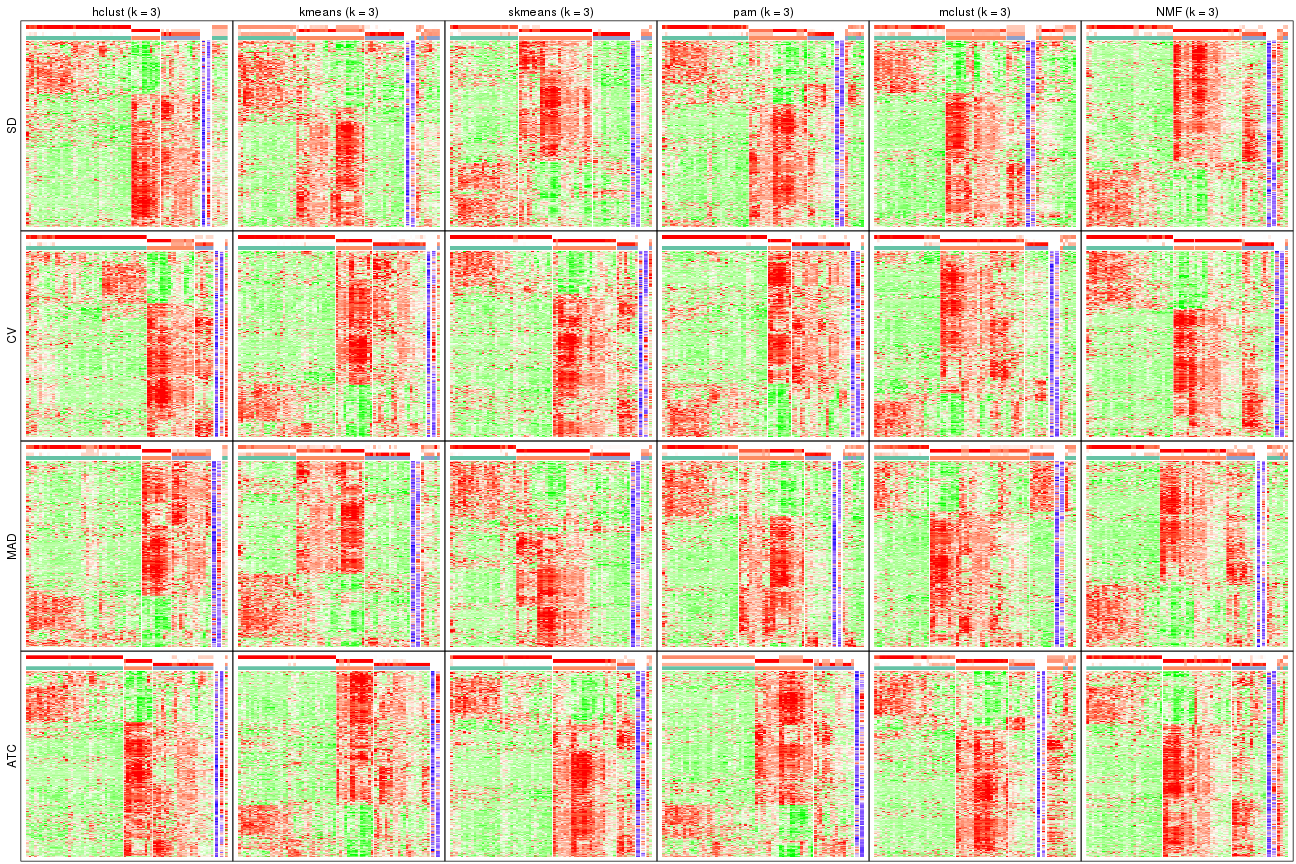 hclust (k = 3)
kmeans (k = 3)
skmeans (k = 3)
pam (k = 3)
mclust (k = 3)
NMF (k = 3)
SD
CV
MAD
ATC